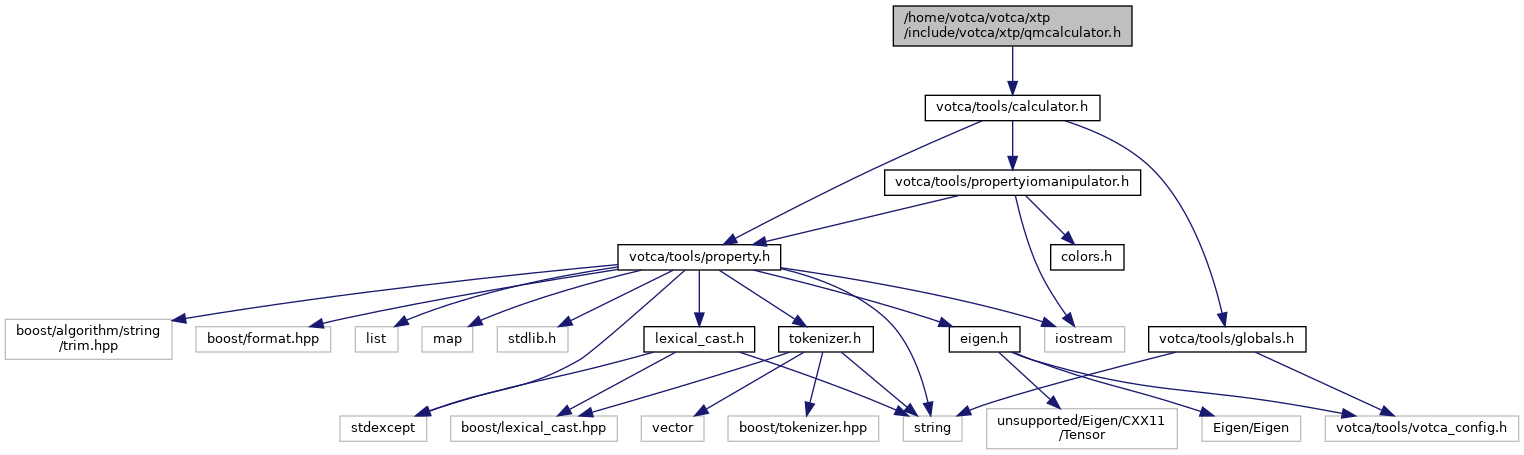 /home/votca/votca/xtp
/include/votca/xtp/qmcalculator.h
votca/tools/calculator.h
votca/tools/propertyiomanipulator.h
votca/tools/property.h
colors.h
boost/algorithm/string
/trim.hpp
boost/format.hpp
list
map
stdlib.h
lexical_cast.h
tokenizer.h
eigen.h
iostream
votca/tools/globals.h
stdexcept
boost/lexical_cast.hpp
vector
boost/tokenizer.hpp
string
unsupported/Eigen/CXX11
/Tensor
Eigen/Eigen
votca/tools/votca_config.h